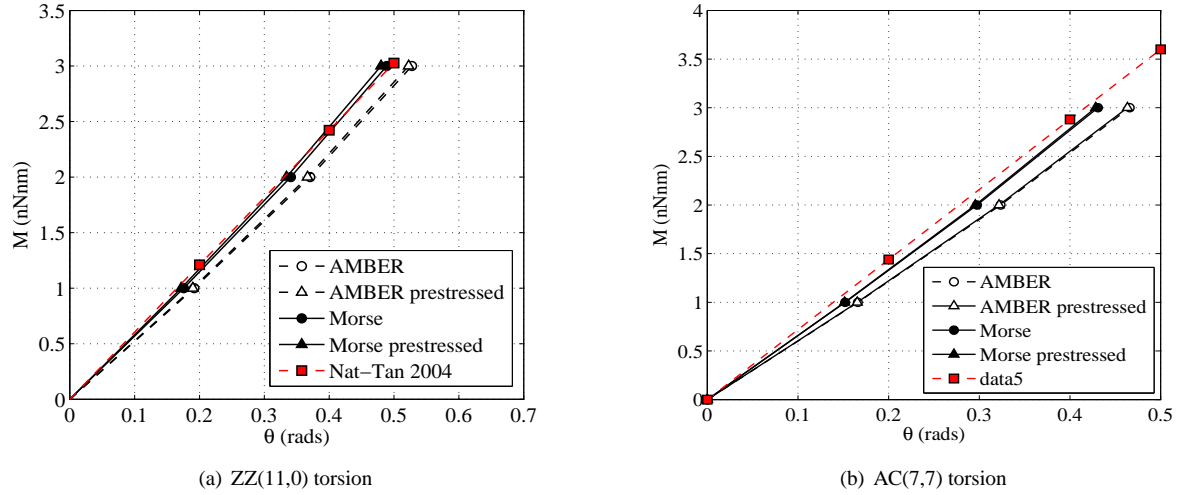 3.5
3
2.5
2
1.5
1
0.5
0
M (nNnm)
0 0.1 0.2 0.3 0.4 0.5 0.6 0.7
θ (rads)
AMBER
AMBER prestressed
Morse
Morse prestressed
Nat−Tan 2004
(a) ZZ(11,0) torsion
4
3.5
3
2.5
2
1.5
1
0.5
0
M (nNnm)
0 0.1 0.2 0.3 0.4 0.5
θ (rads)
AMBER
AMBER prestressed
Morse
Morse prestressed
data5
(b) AC(7,7) torsion